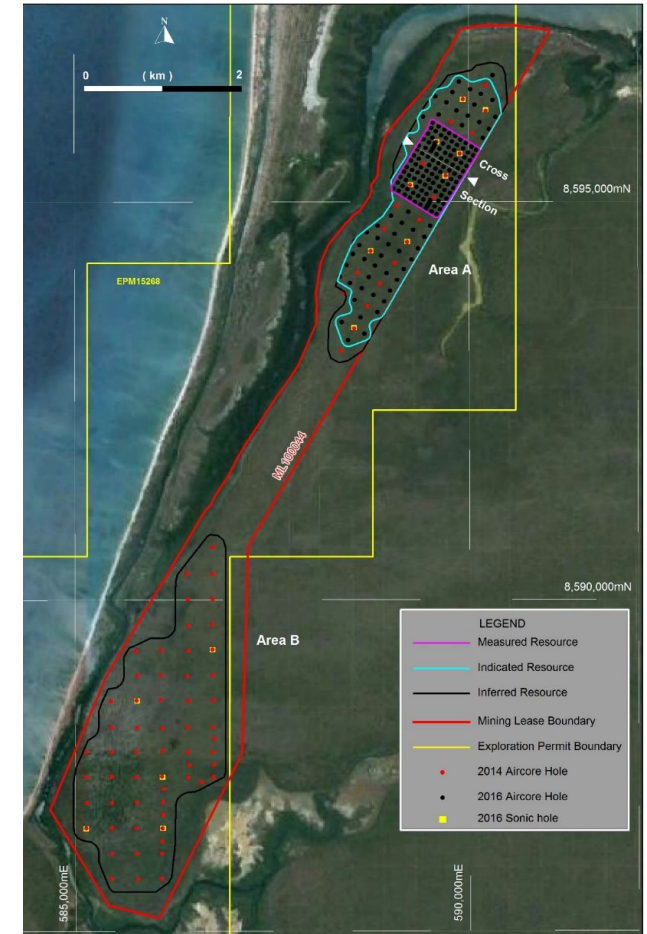 N
0 ( km ) 2
Cross
Section
8,595,000mN
Area A
EPM15268
ML100044
8,590,000mN
Area B
LEGEND
Measured Resource
Indicated Resource
Inferred Resource
Mining Lease Boundary
Exploration Permit Boundary
2014 Aircore Hole
2016 Aircore Hole
2016 Sonic hole
585,000mE
590,000mE